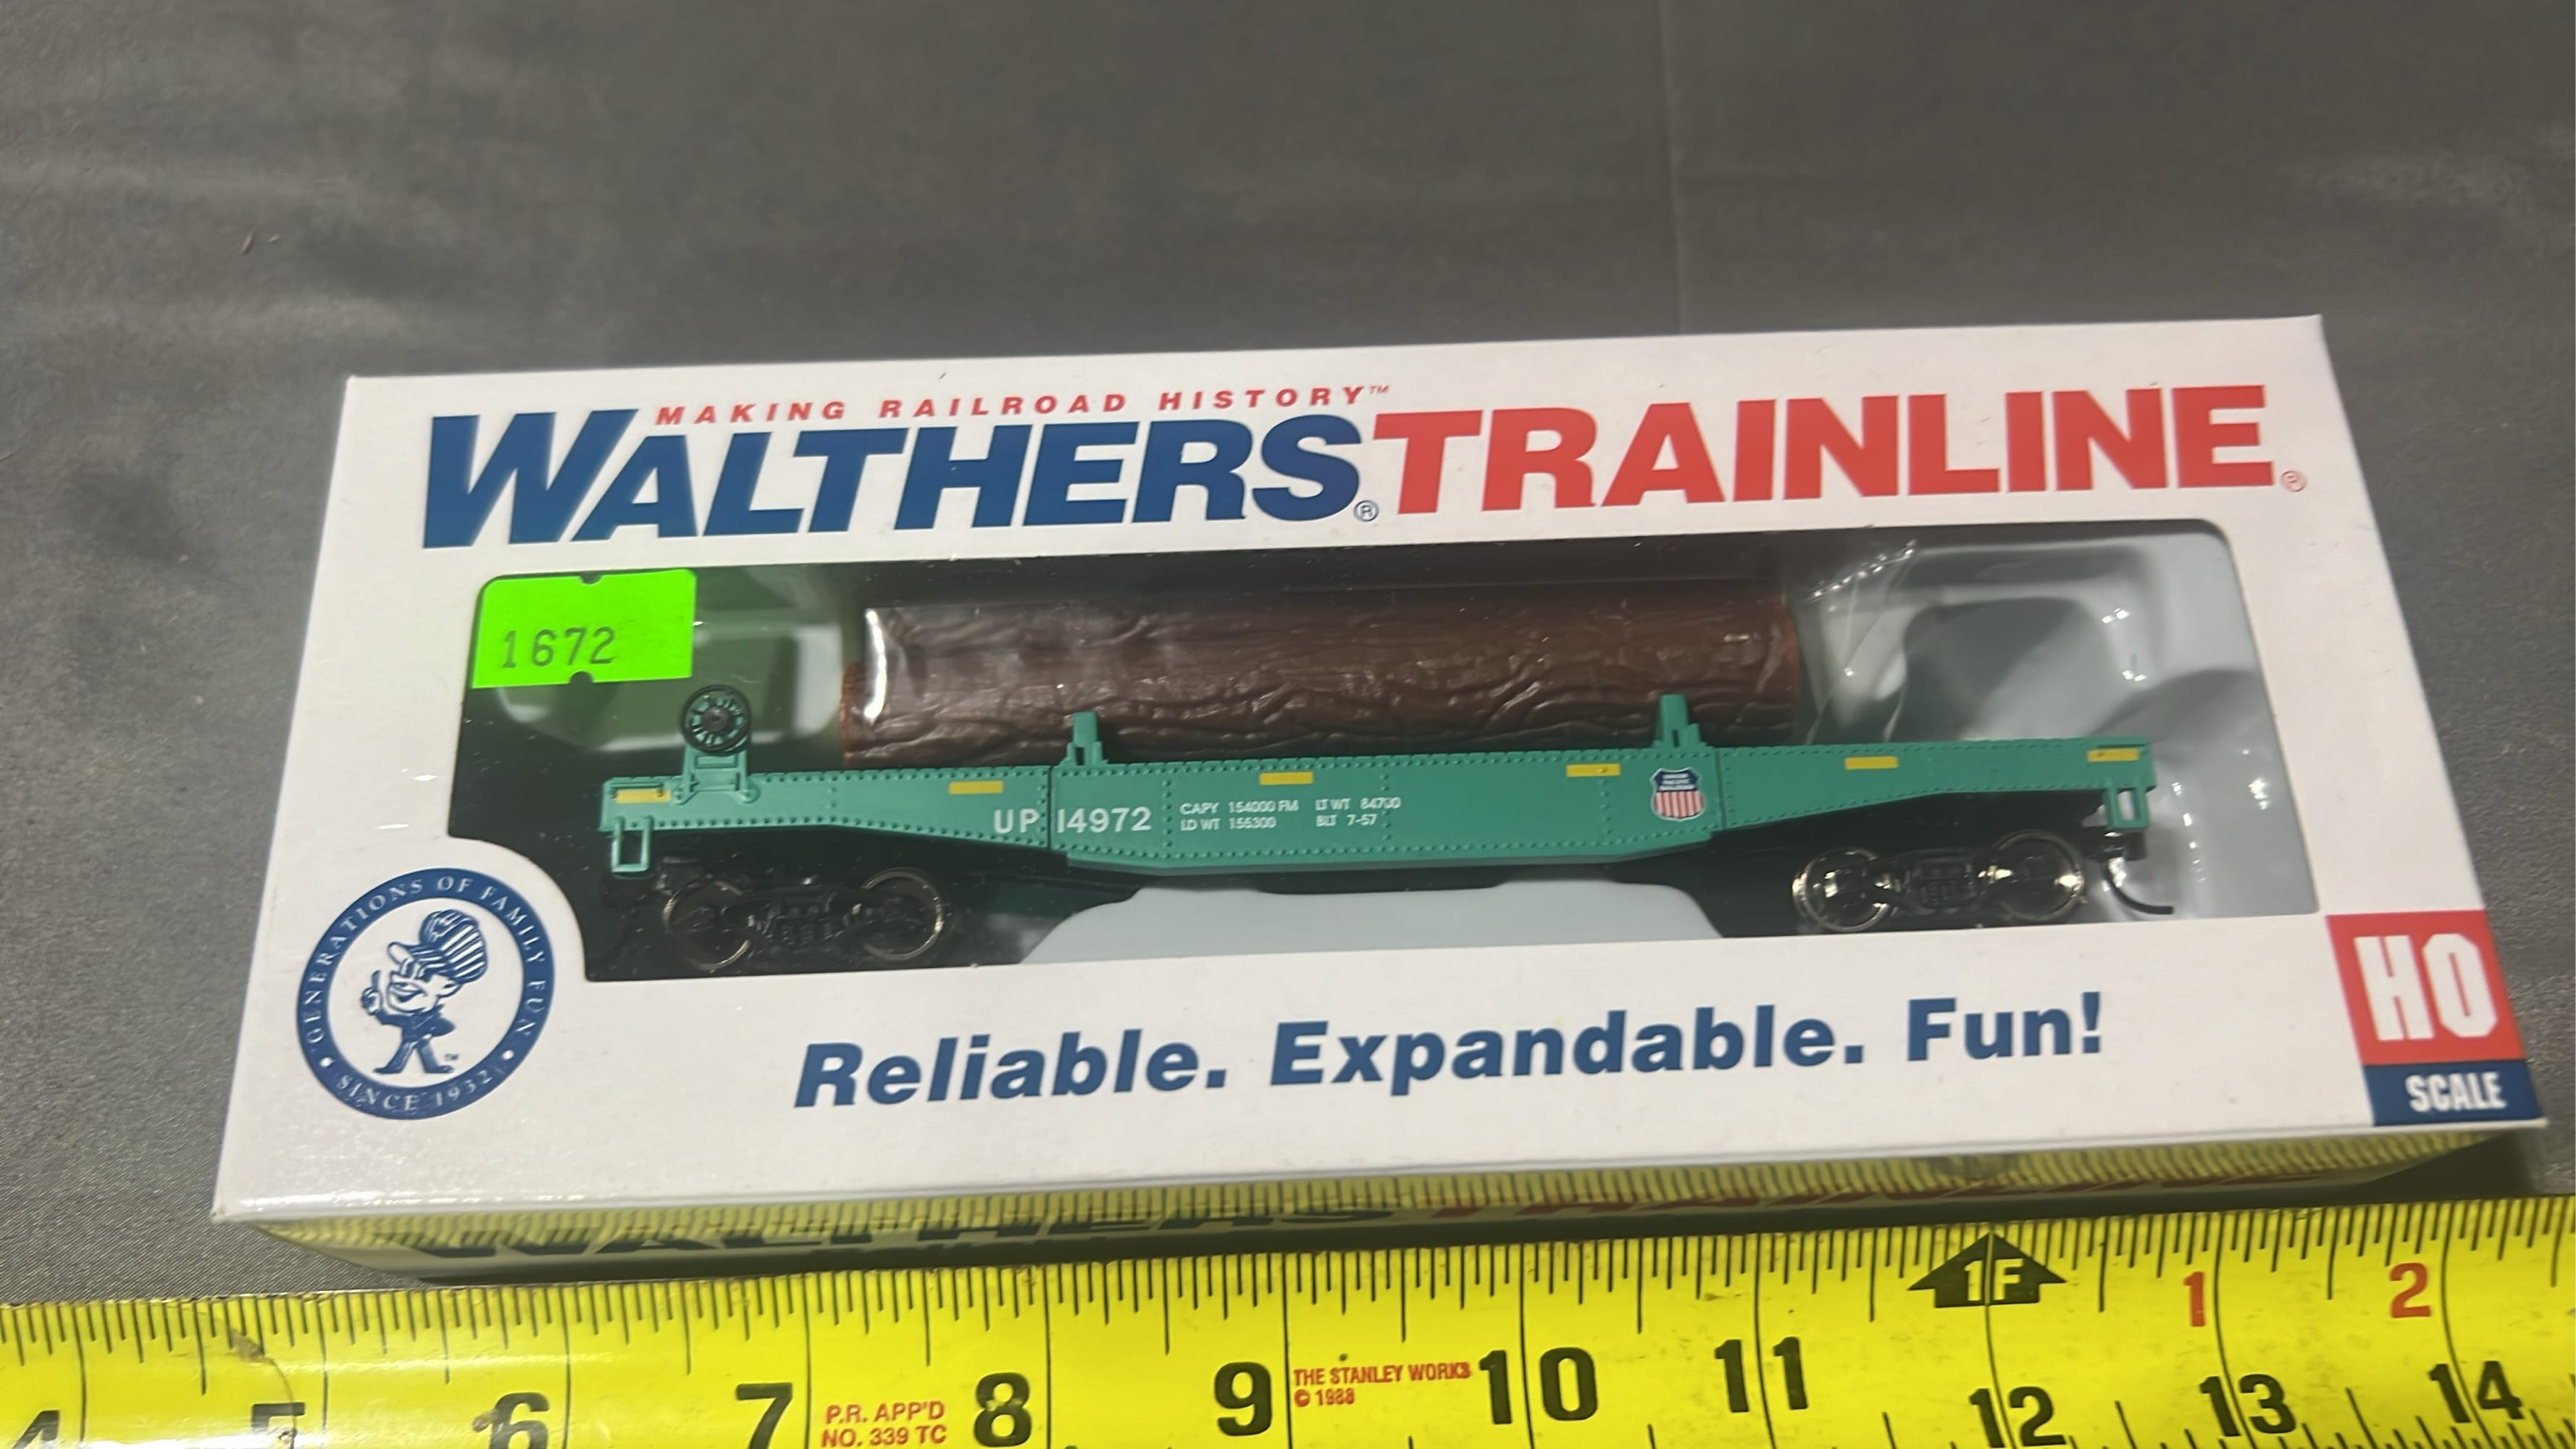 MAKING RAILROAD HISTORY™
WALTHERS®TRAINLINE®
1672
UP 14972
CAPY 154000 FM LT WT 84700
LD WT 155300 BLT 7-57
GENERATIONS OF FAMILY FUN
SINCE 1932
TM
Reliable. Expandable. Fun!
HO
SCALE
1F
1 2
4 5 6 7 8 9 10 11 12 13 14
P.R. APP'D
NO. 339 TC
THE STANLEY WORKS
© 1988